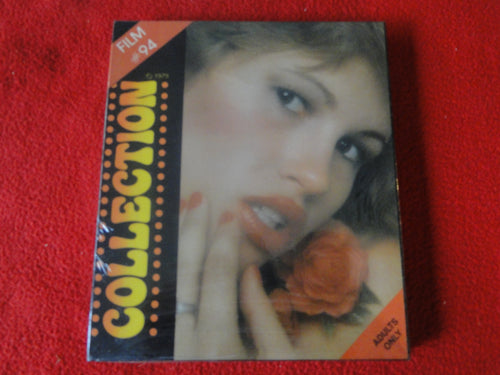 FILM
#94
© 1979
COLLECTION
ADULTS
ONLY